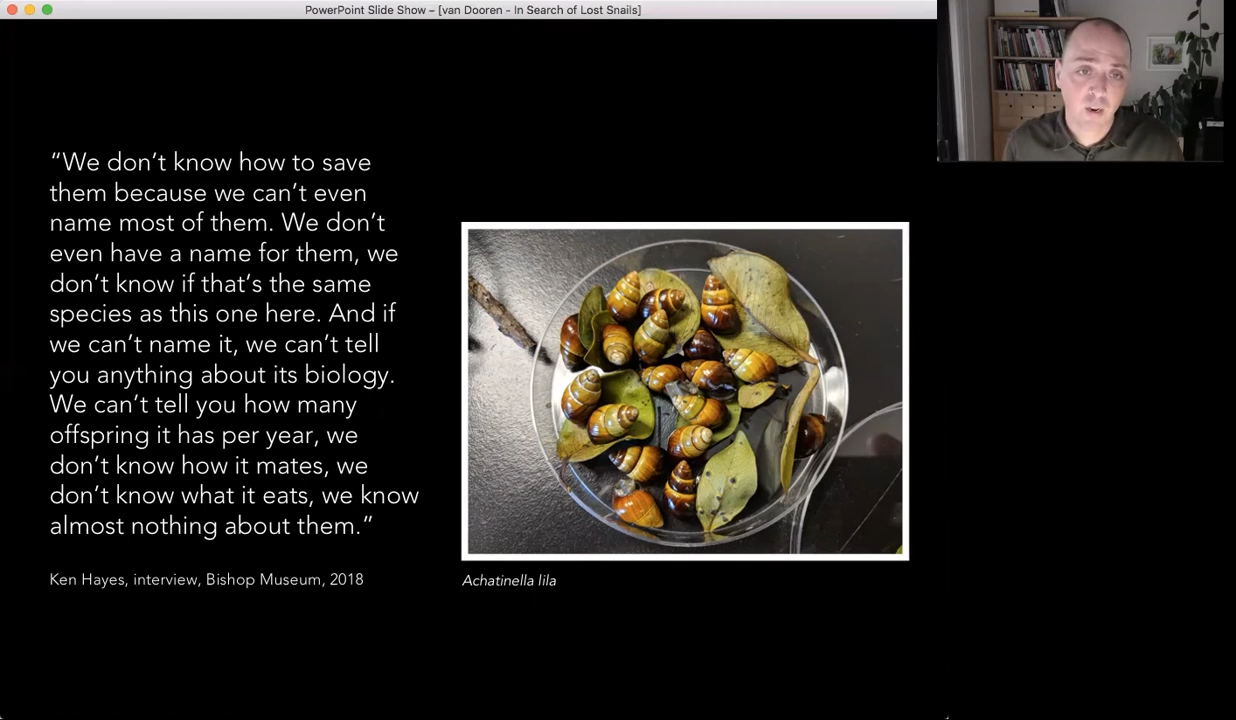 PowerPoint Slide Show – [van Dooren - In Search of Lost Snails]
“We don’t know how to save
them because we can’t even
name most of them. We don’t
even have a name for them, we
don’t know if that’s the same
species as this one here. And if
we can’t name it, we can’t tell
you anything about its biology.
We can’t tell you how many
offspring it has per year, we
don’t know how it mates, we
don’t know what it eats, we know
almost nothing about them.”
Ken Hayes, interview, Bishop Museum, 2018
Achatinella lila